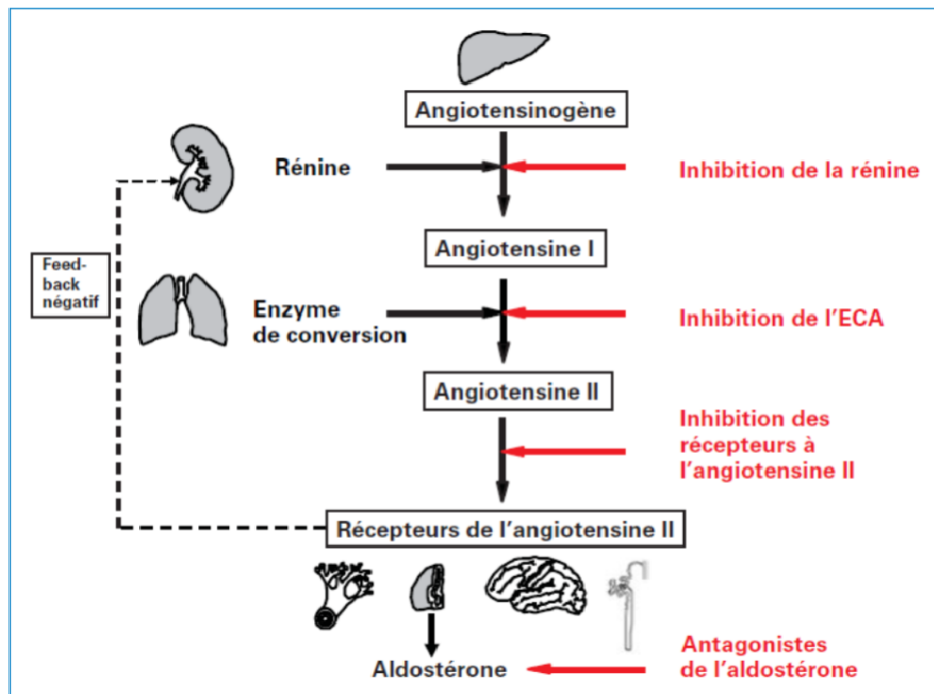 Angiotensinogène
Rénine
Inhibition de la rénine
Angiotensine I
Feed-
back
négatif
Enzyme
de conversion
Inhibition de l'ECA
Angiotensine II
Inhibition des
récepteurs à
l'angiotensine II
Récepteurs de l'angiotensine II
Aldostérone
Antagonistes
de l'aldostérone